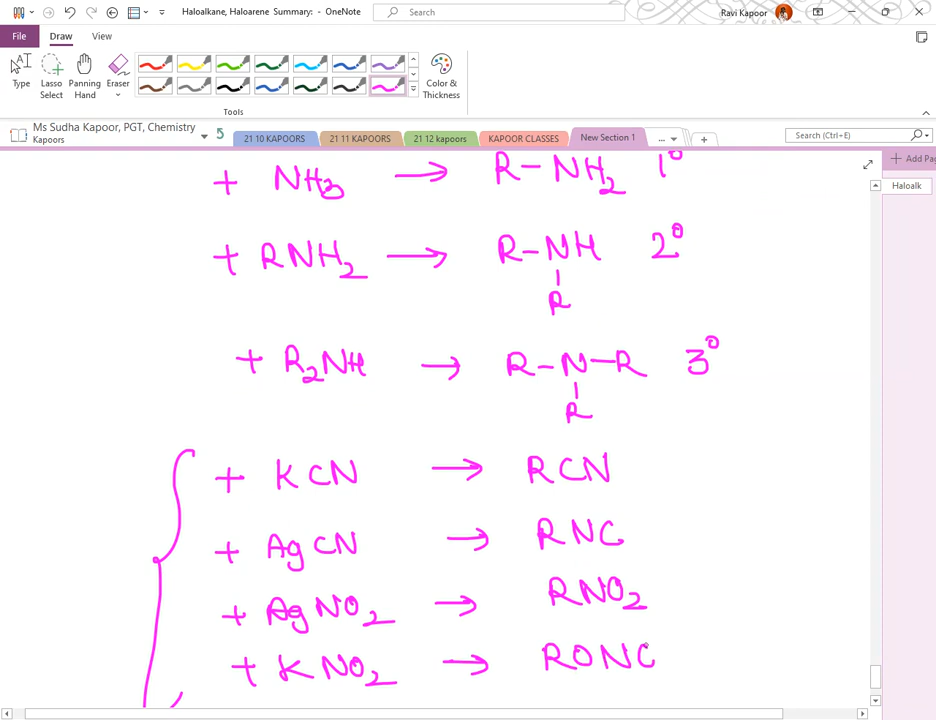 Haloalkane, Haloarene Summary: - OneNote
Search
Ravi Kapoor
File Draw View
Type
Lasso Select
Panning Hand
Eraser
Color & Thickness
Tools
Ms Sudha Kapoor, PGT, Chemistry
Kapoors
21 10 KAPOORS
21 11 KAPOORS
21 12 kapoors
KAPOOR CLASSES
New Section 1
...
Search (Ctrl+E)
Add Pag
Haloalk
+ NH3 → R-NH2 1°
+ RNH2 → R-NH 2°
R
+ R2NH → R-N-R 3°
R
+ KCN → RCN
+ AgCN → RNC
+ AgNO2 → RNO2
+ KNO2 → RONO